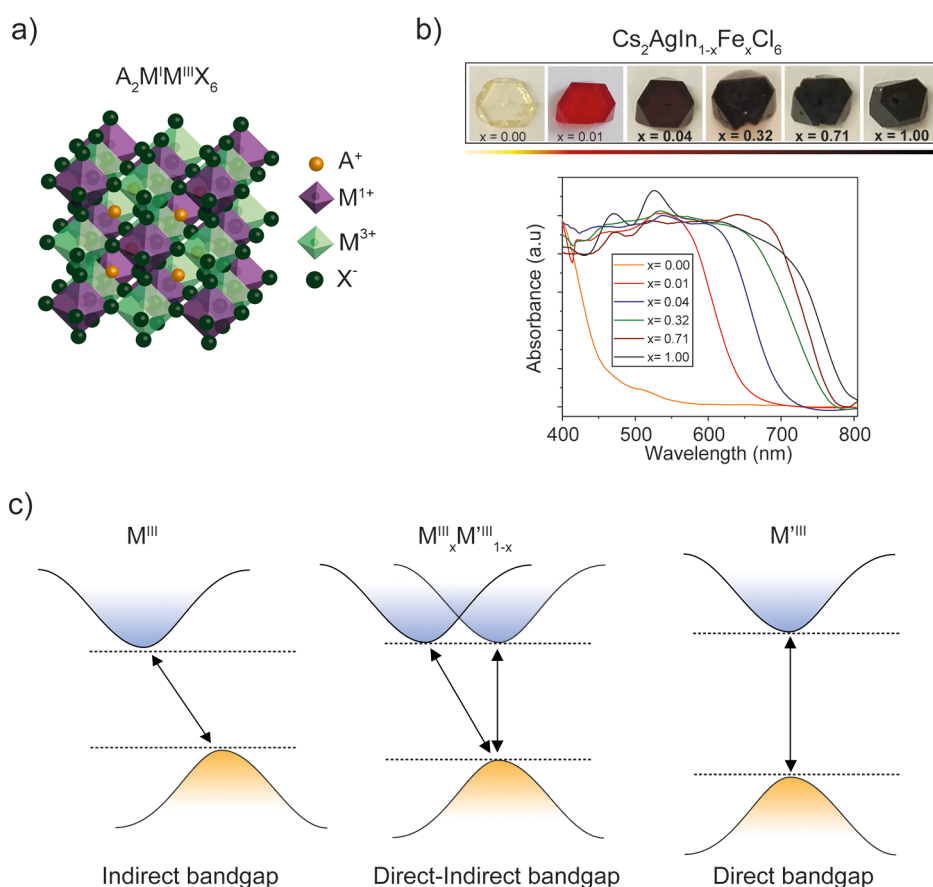 a)
A₂MᴵMᴵᴵᴵX₆
A⁺
M¹⁺
M³⁺
X⁻
b)
Cs₂AgIn₁₋ₓFeₓCl₆
x = 0.00
x = 0.01
x = 0.04
x = 0.32
x = 0.71
x = 1.00
Absorbance (a.u)
x= 0.00
x= 0.01
x= 0.04
x= 0.32
x= 0.71
x= 1.00
400 500 600 700 800
Wavelength (nm)
c)
Mᴵᴵᴵ
MᴵᴵᴵₓM'ᴵᴵᴵ₁₋ₓ
M'ᴵᴵᴵ
Indirect bandgap
Direct-Indirect bandgap
Direct bandgap